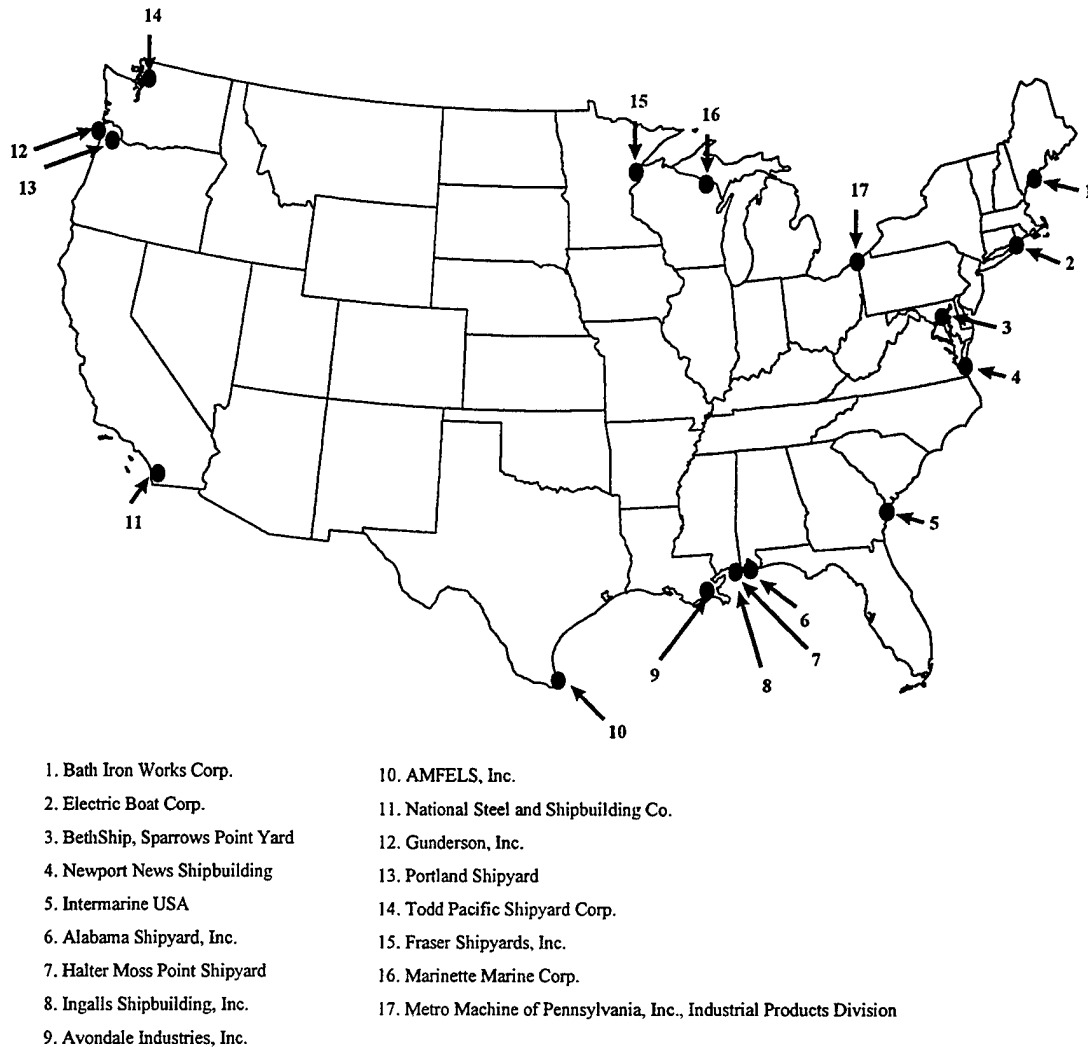 14
15
16
12
13
17
1
2
3
4
11
5
6
7
9
8
10
1. Bath Iron Works Corp.
2. Electric Boat Corp.
3. BethShip, Sparrows Point Yard
4. Newport News Shipbuilding
5. Intermarine USA
6. Alabama Shipyard, Inc.
7. Halter Moss Point Shipyard
8. Ingalls Shipbuilding, Inc.
9. Avondale Industries, Inc.
10. AMFELS, Inc.
11. National Steel and Shipbuilding Co.
12. Gunderson, Inc.
13. Portland Shipyard
14. Todd Pacific Shipyard Corp.
15. Fraser Shipyards, Inc.
16. Marinette Marine Corp.
17. Metro Machine of Pennsylvania, Inc., Industrial Products Division